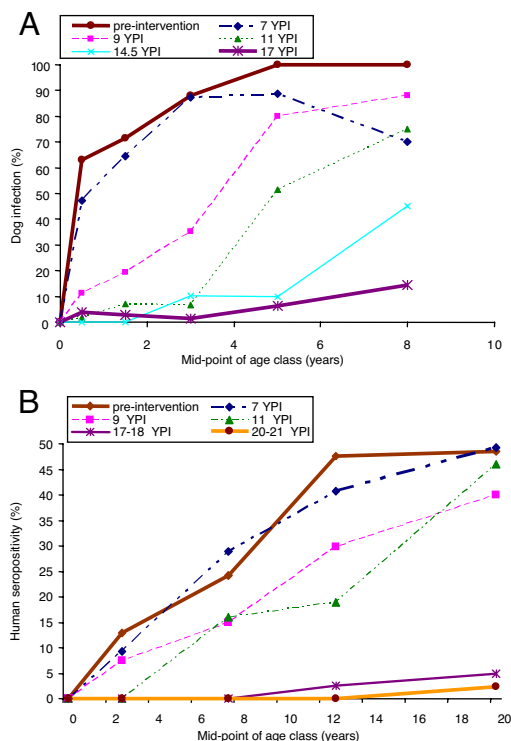 A
pre-intervention 7 YPI
9 YPI 11 YPI
14.5 YPI 17 YPI
100
90
80
70
60
50
40
30
20
10
0
Dog infection (%)
0 2 4 6 8 10
Mid-point of age class (years)
B
pre-intervention 7 YPI
9 YPI 11 YPI
17-18 YPI 20-21 YPI
50
45
40
35
30
25
20
15
10
5
0
Human seropositivity (%)
0 2 4 6 8 10 12 14 16 18 20
Mid-point of age class (years)